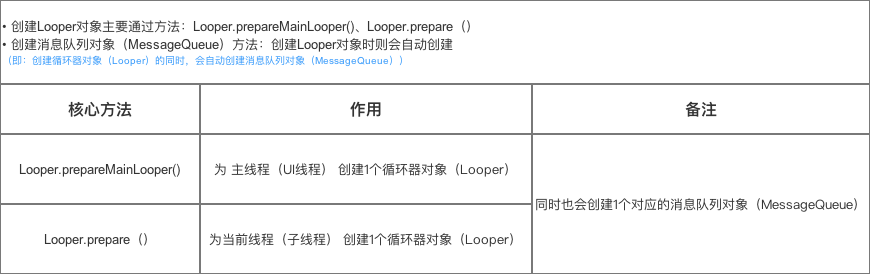 • 创建Looper对象主要通过方法：Looper.prepareMainLooper()、Looper.prepare（）
• 创建消息队列对象（MessageQueue）方法：创建Looper对象时则会自动创建
（即：创建循环器对象（Looper）的同时，会自动创建消息队列对象（MessageQueue））
核心方法
作用
备注
Looper.prepareMainLooper()
为 主线程（UI线程） 创建1个循环器对象（Looper）
同时也会创建1个对应的消息队列对象（MessageQueue）
Looper.prepare（）
为当前线程（子线程） 创建1个循环器对象（Looper）